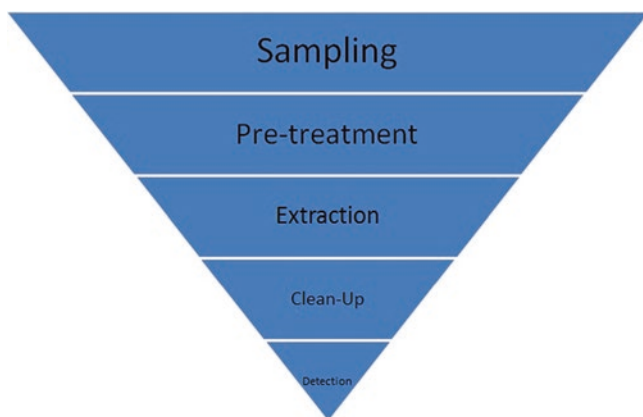 Sampling
Pre-treatment
Extraction
Clean-Up
Detection